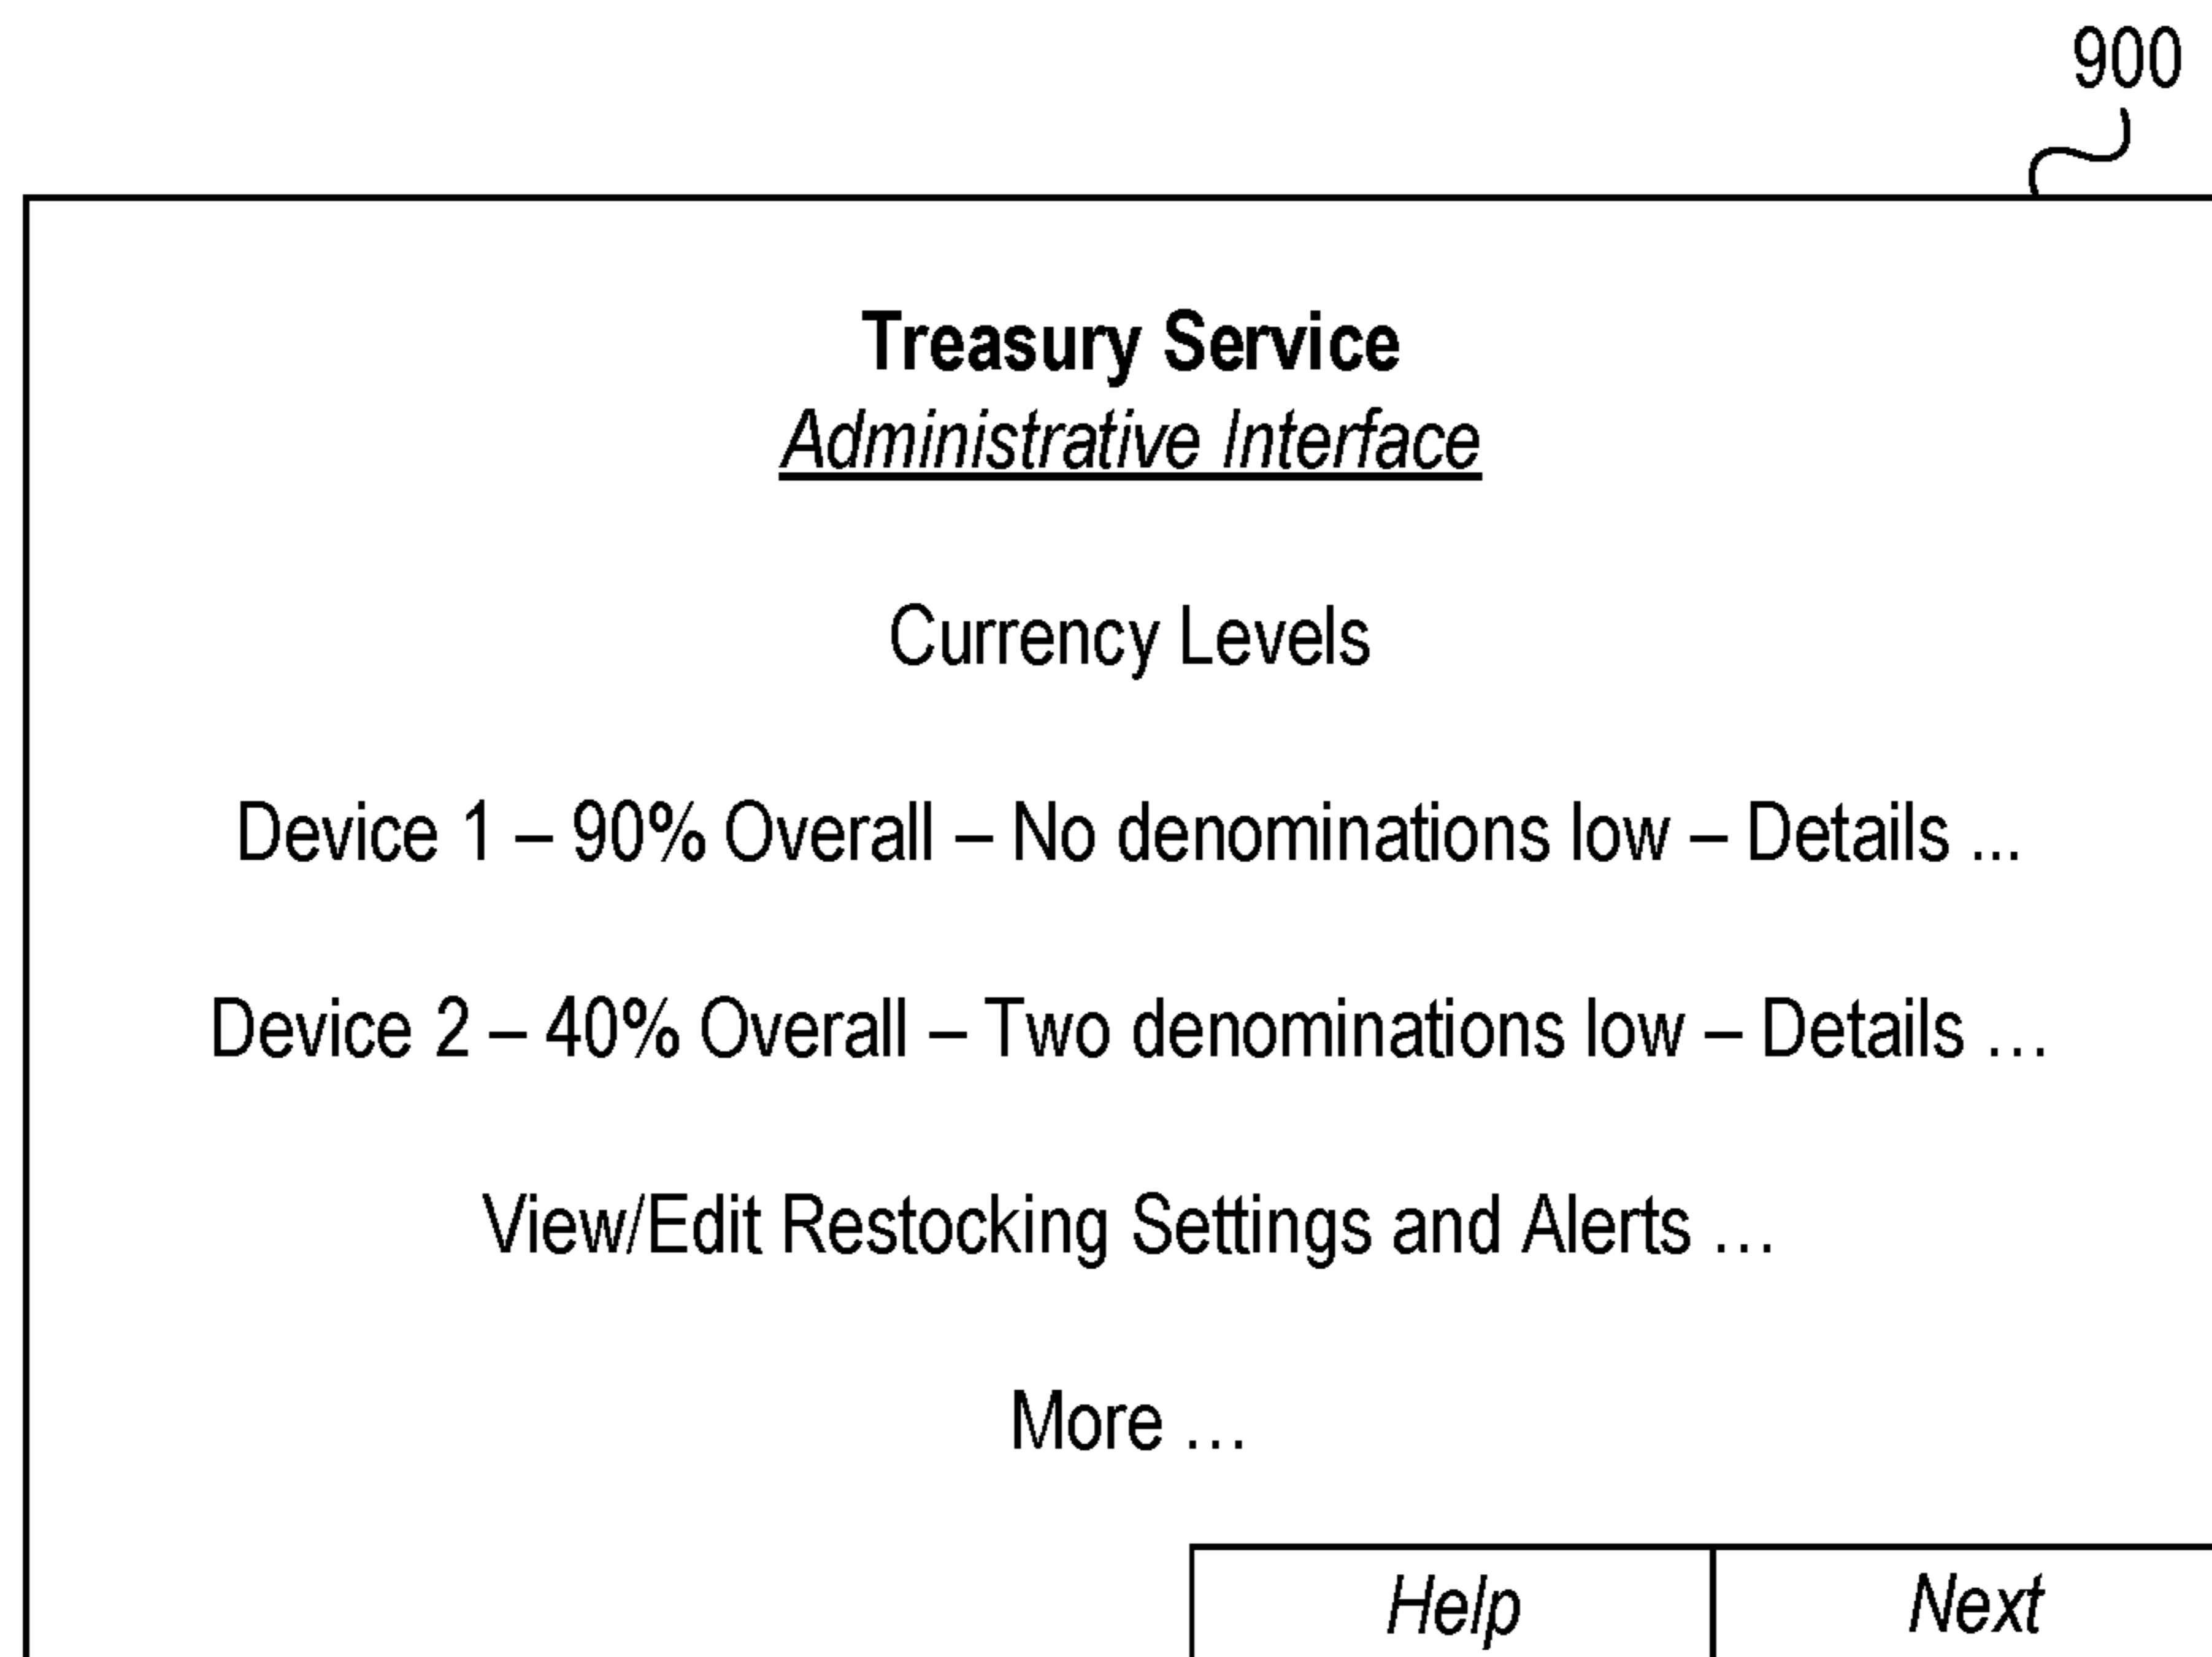 900
Treasury Service
Administrative Interface
Currency Levels
Device 1 – 90% Overall – No denominations low – Details ...
Device 2 – 40% Overall – Two denominations low – Details …
View/Edit Restocking Settings and Alerts …
More …
Help Next